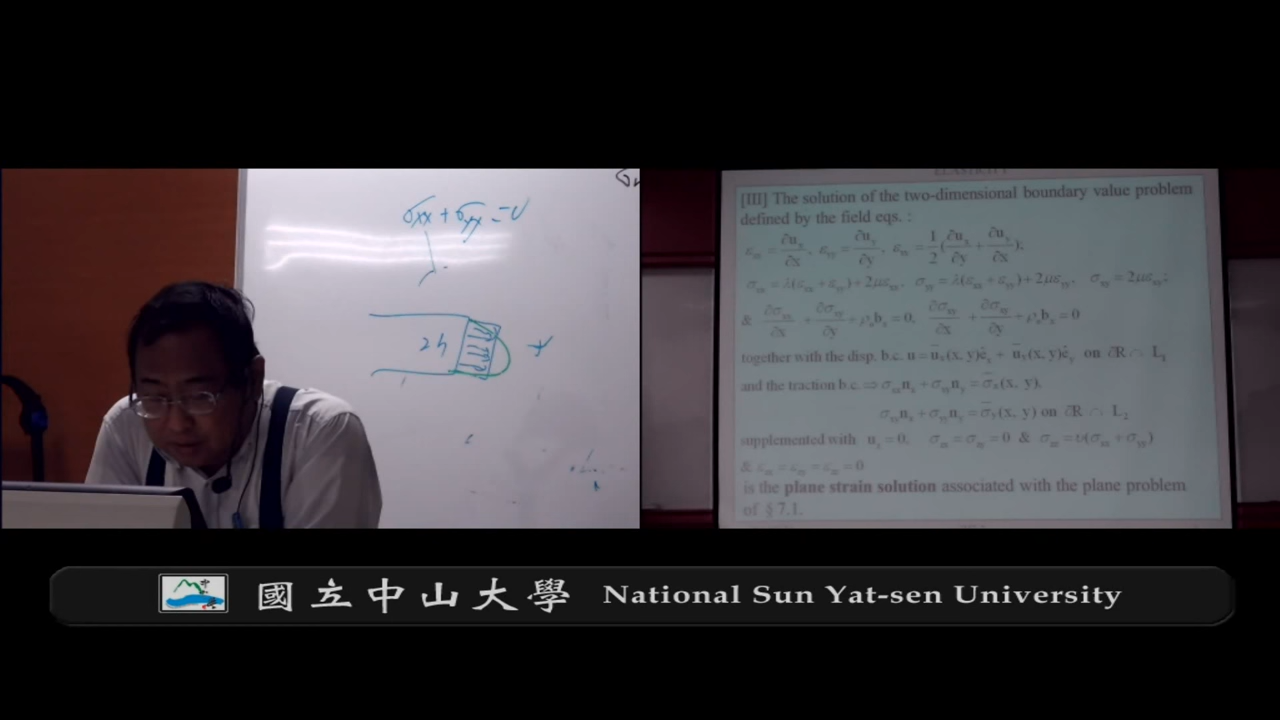 σxx + σyy = 0
2h
ELASTICITY
[III] The solution of the two-dimensional boundary value problem
defined by the field eqs. :
εxx = ∂ux/∂x, εyy = ∂uy/∂y, εxy = 1/2(∂ux/∂y + ∂uy/∂x);
σxx = λ(εxx + εyy) + 2μεxx, σyy = λ(εxx + εyy) + 2μεyy, σxy = 2μεxy;
& ∂σxx/∂x + ∂σxy/∂y + ρobx = 0, ∂σxy/∂x + ∂σyy/∂y + ρoby = 0
together with the disp. b.c. u = ūx(x, y)êx + ūy(x, y)êy on ∂R ∩ L1
and the traction b.c. ⇒ σxxnx + σxyny = σ̄x(x, y),
σxynx + σyyny = σ̄y(x, y) on ∂R ∩ L2
supplemented with uz = 0, σxz = σyz = 0 & σzz = υ(σxx + σyy)
& εxz = εyz = εzz = 0
is the plane strain solution associated with the plane problem
of § 7.1.
國立中山大學 National Sun Yat-sen University